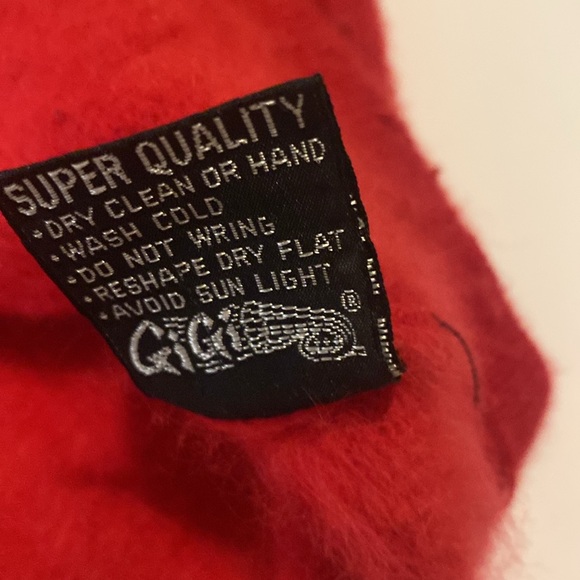 SUPER QUALITY
•DRY CLEAN OR HAND
•WASH COLD
•DO NOT WRING
•RESHAPE DRY FLAT
•AVOID SUN LIGHT
GiGi ®